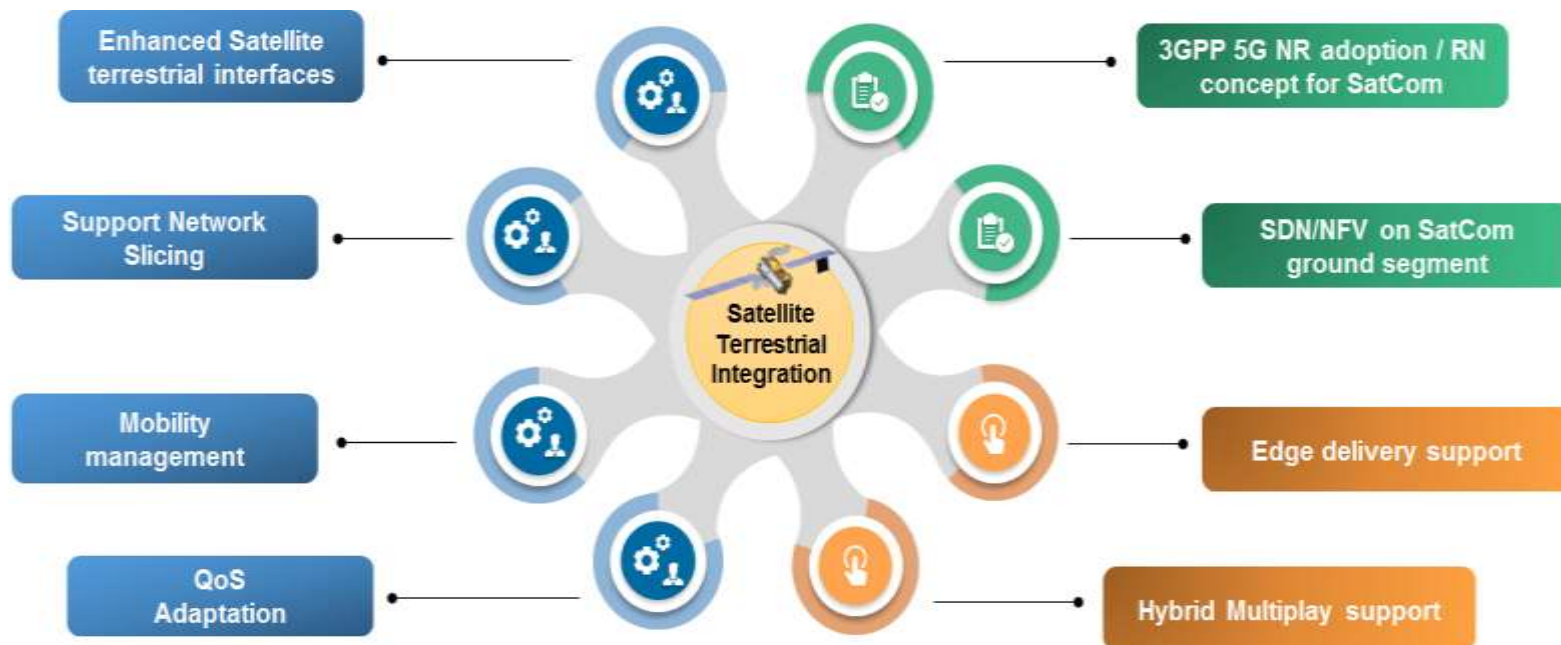 Enhanced Satellite
terrestrial interfaces
3GPP 5G NR adoption / RN
concept for SatCom
Support Network
Slicing
SDN/NFV on SatCom
ground segment
Satellite
Terrestrial
Integration
Mobility
management
Edge delivery support
QoS
Adaptation
Hybrid Multiplay support